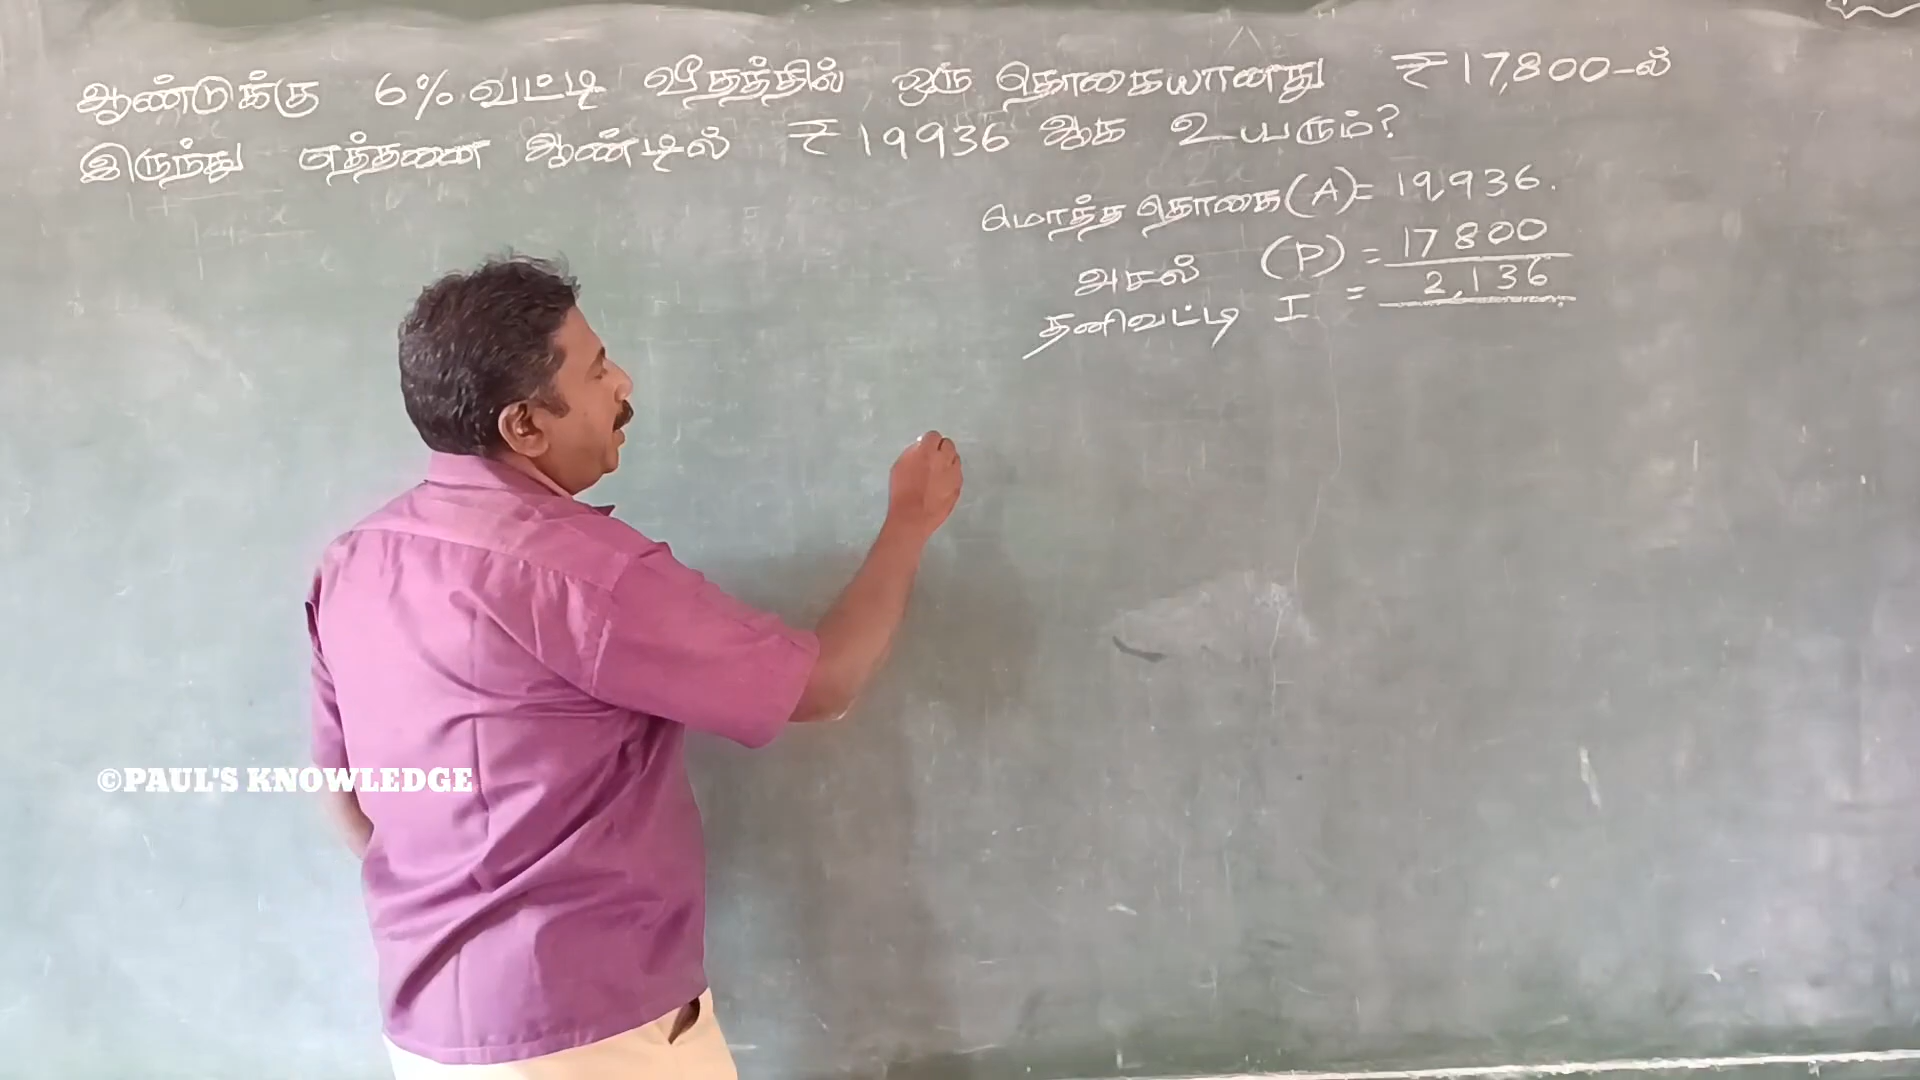 ஆண்டுக்கு 6% வட்டி வீதத்தில் ஒரு தொகையானது ₹17,800-ல்
இருந்து எத்தனை ஆண்டில் ₹19936 ஆக உயரும்?
மொத்த தொகை (A) = 19,936.
அசல் (P) = 17800
தனிவட்டி I = 2,136
©PAUL'S KNOWLEDGE